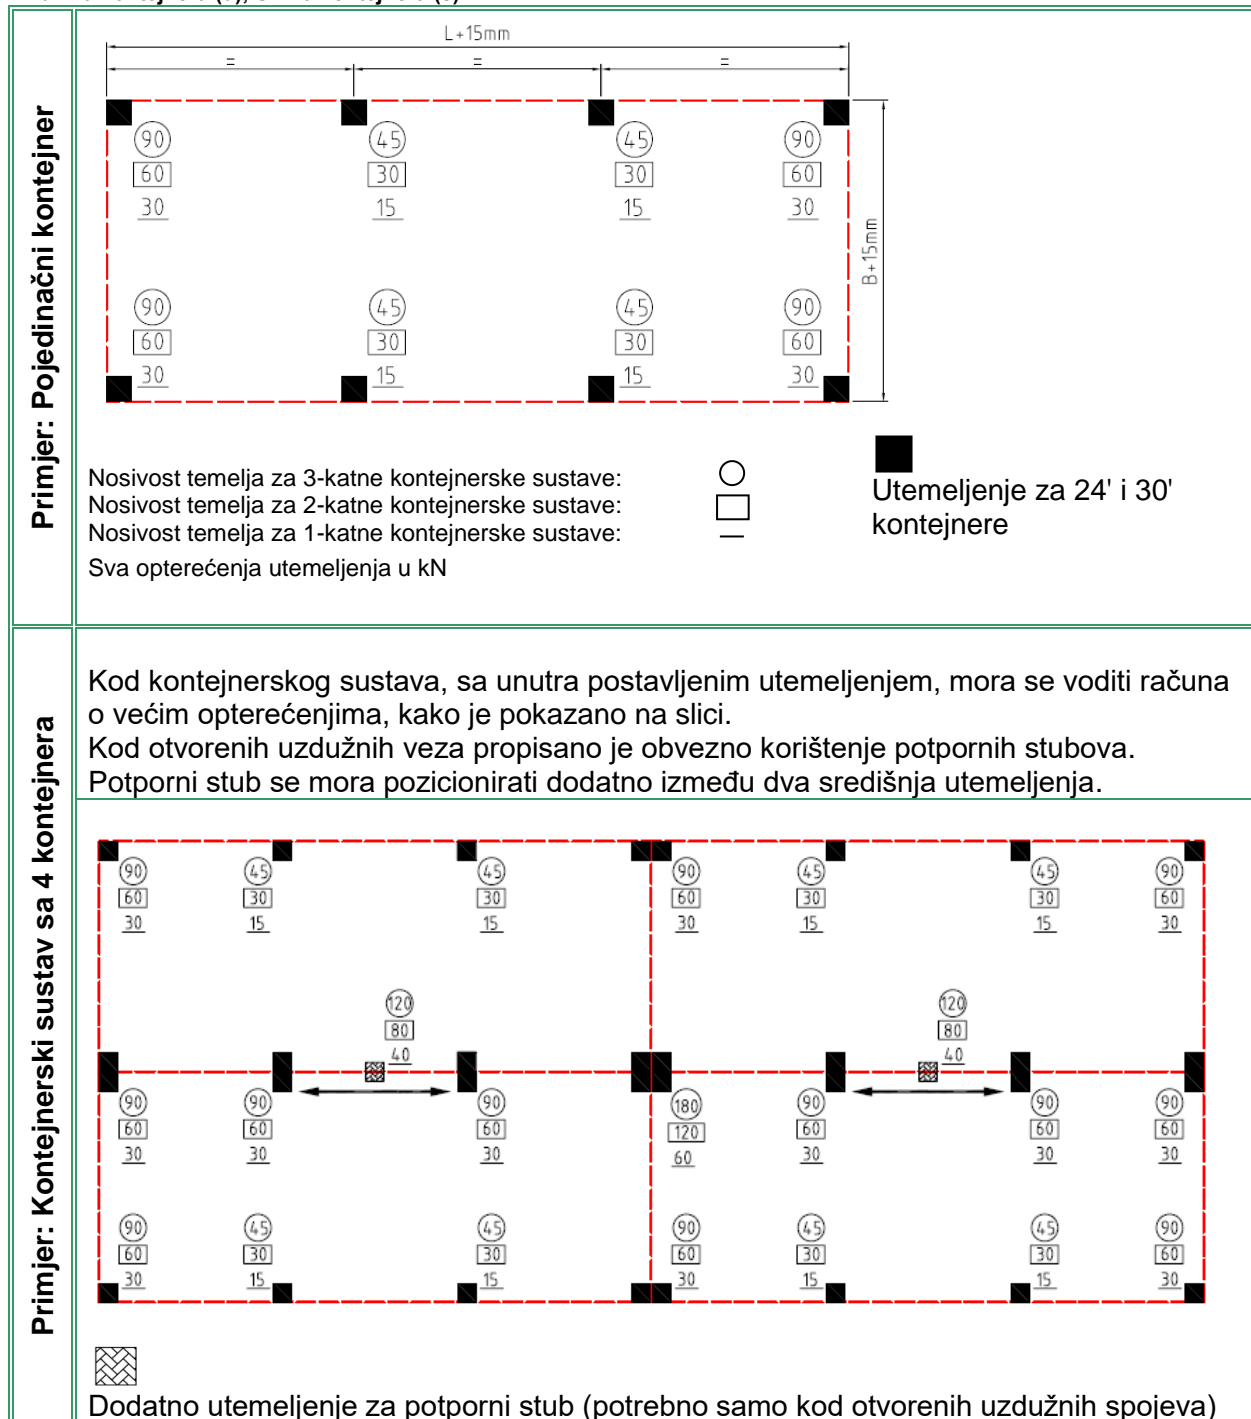 Primjer: Pojedinačni kontejner
L+15mm
= = =
90 45 45 90
60 30 30 60
30 15 15 30
B+15mm
90 45 45 90
60 30 30 60
30 15 15 30
Nosivost temelja za 3-katne kontejnerske sustave:
Nosivost temelja za 2-katne kontejnerske sustave:
Nosivost temelja za 1-katne kontejnerske sustave:
Sva opterećenja utemeljenja u kN
Utemeljenje za 24' i 30'
kontejnere
Primjer: Kontejnerski sustav sa 4 kontejnera
Kod kontejnerskog sustava, sa unutra postavljenim utemeljenjem, mora se voditi računa
o većim opterećenjima, kako je pokazano na slici.
Kod otvorenih uzdužnih veza propisano je obvezno korištenje potpornih stubova.
Potporni stub se mora pozicionirati dodatno između dva središnja utemeljenja.
90 45 45 90 45 45 90
60 30 30 60 30 30 60
30 15 15 30 15 15 30
120 120
80 80
40 40
90 90 90 180 90 90 90
60 60 60 120 60 60 60
30 30 30 60 30 30 30
90 45 45 90 45 45 90
60 30 30 60 30 30 60
30 15 15 30 15 15 30
Dodatno utemeljenje za potporni stub (potrebno samo kod otvorenih uzdužnih spojeva)